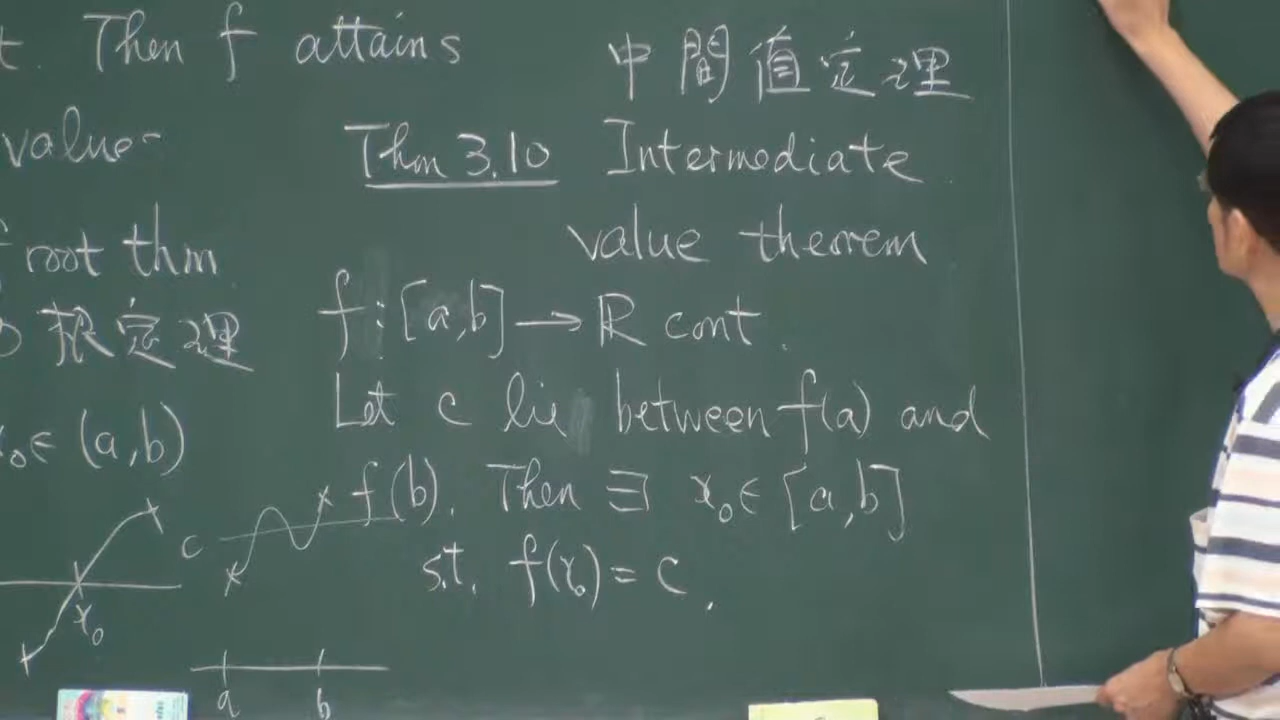 t. Then f attains
value
root thm
根定理
x₀∈ (a,b)
x₀
中間值定理
Thm 3.10 Intermediate
value theorem
f:[a,b]→ℝ cont.
Let c lie between f(a) and
f(b). Then ∃ x₀∈ [a,b]
s.t. f(x₀)=c.
c
a b